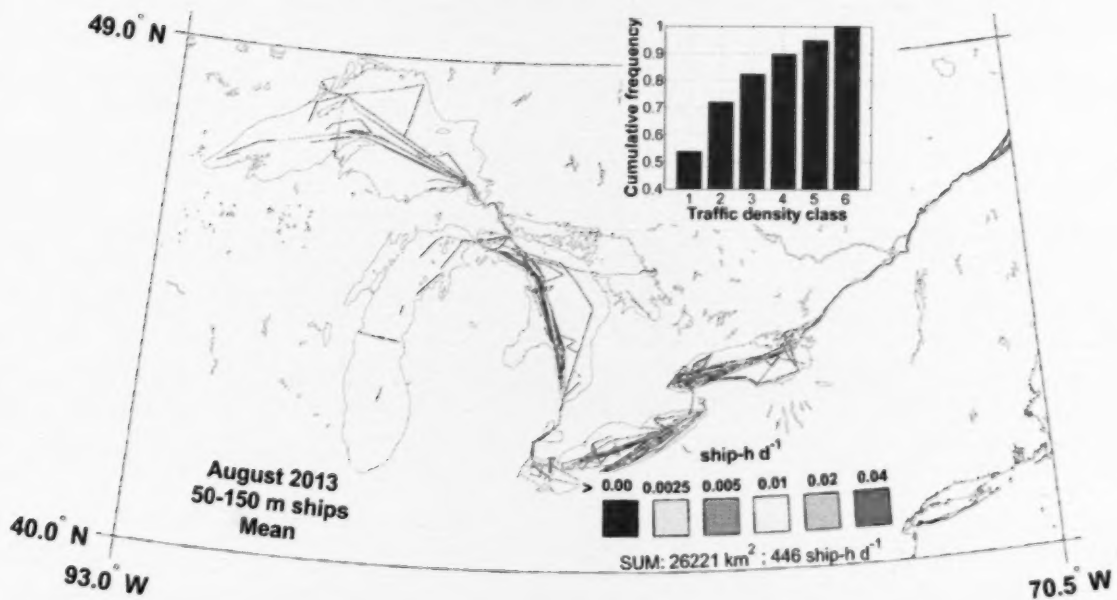 49.0° N
Cumulative frequency
1
0.9
0.8
0.7
0.6
0.5
0.4
1 2 3 4 5 6
Traffic density class
August 2013
50-150 m ships
Mean
ship-h d⁻¹
> 0.00 0.0025 0.005 0.01 0.02 0.04
SUM: 26221 km² ; 446 ship-h d⁻¹
40.0° N
93.0° W
70.5° W